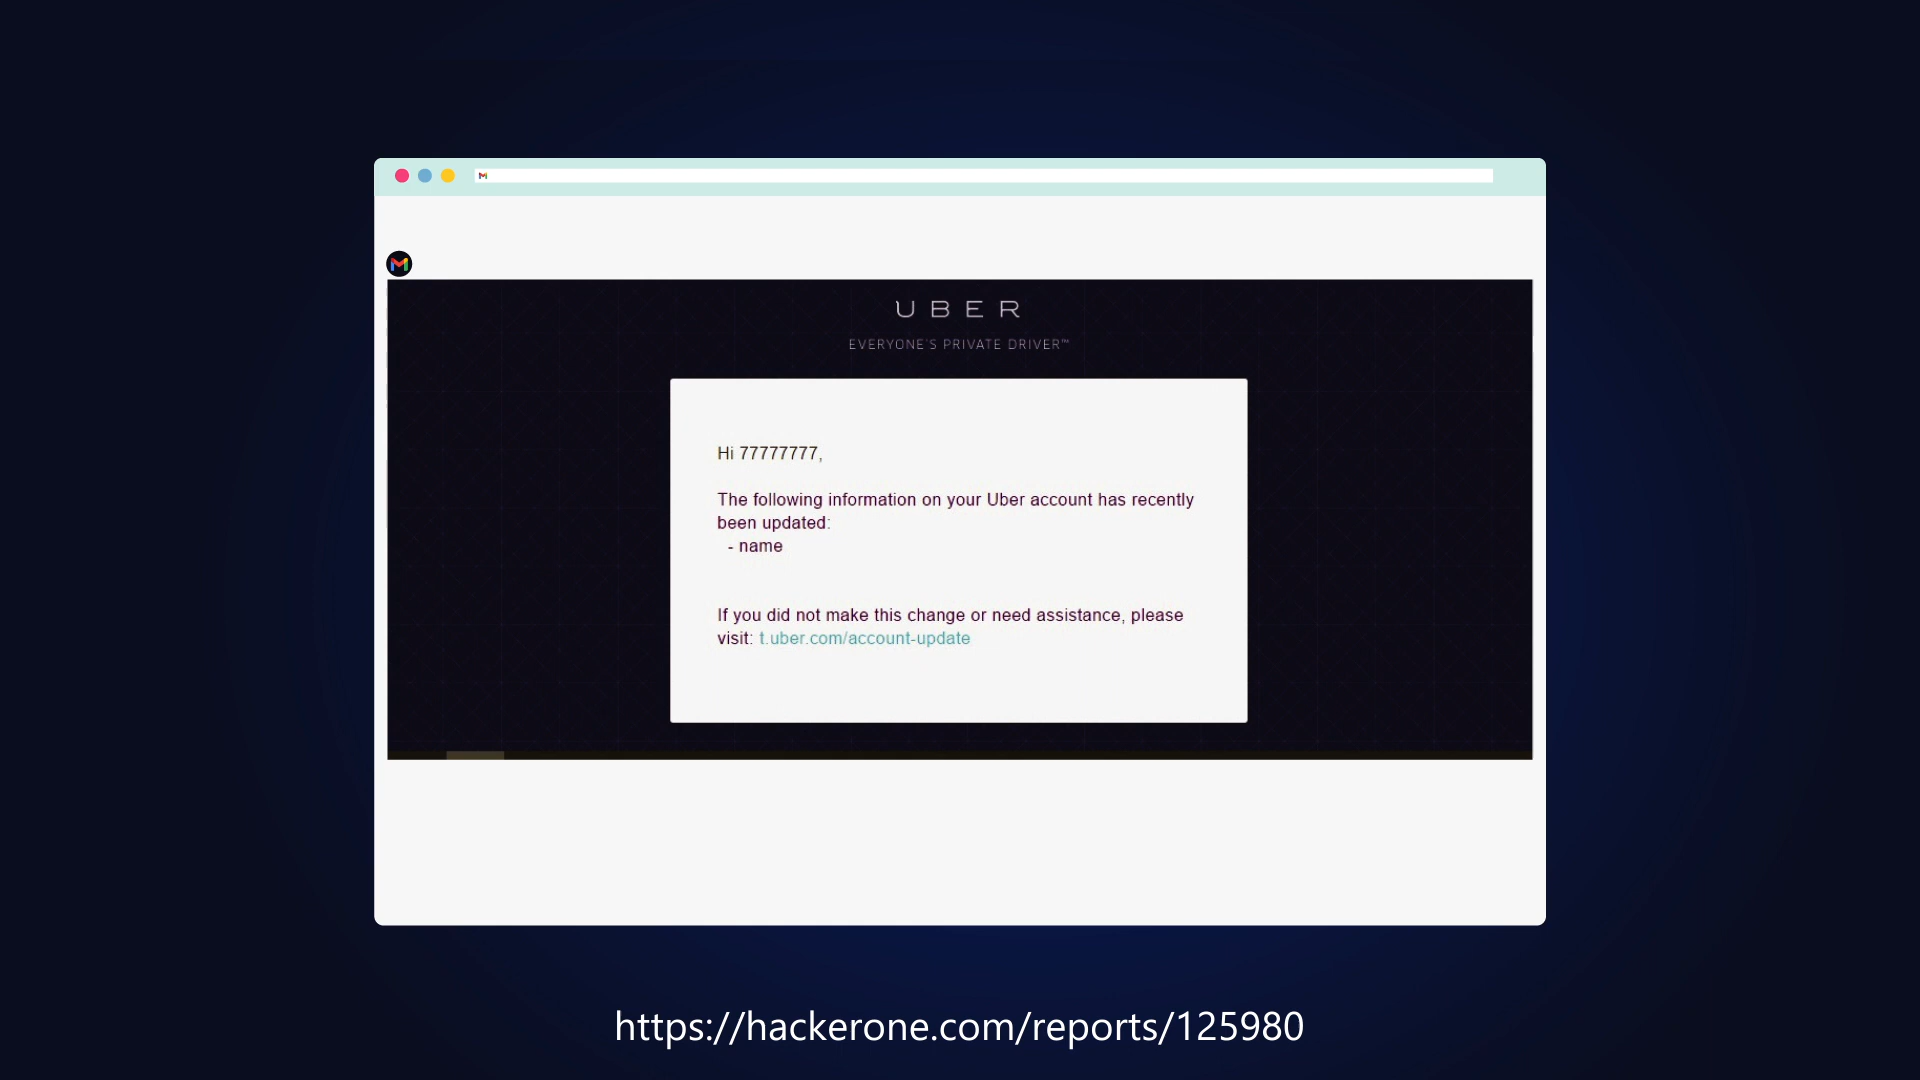 UBER
EVERYONE'S PRIVATE DRIVER™
Hi 77777777,
The following information on your Uber account has recently
been updated:
- name
If you did not make this change or need assistance, please
visit: t.uber.com/account-update
https://hackerone.com/reports/125980